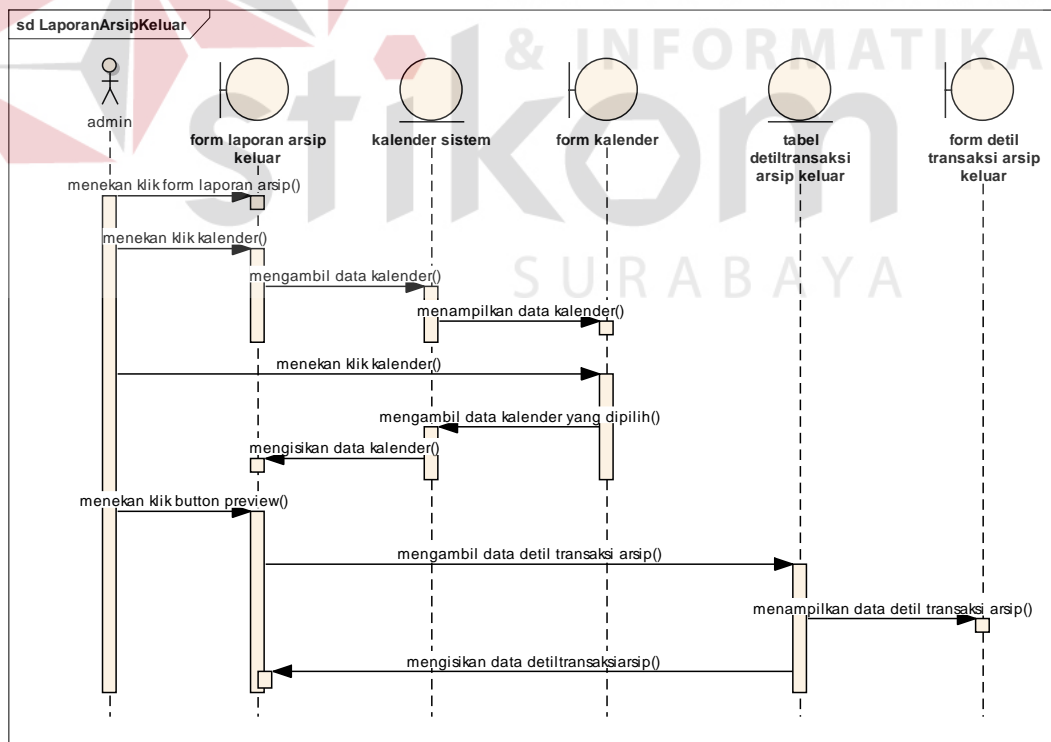 sd LaporanArsipKeluar
& INFORMATIKA
stikom
SURABAYA
admin
form laporan arsip
keluar
kalender sistem
form kalender
tabel
detiltransaksi
arsip keluar
form detil
transaksi arsip
keluar
menekan klik form laporan arsip()
menekan klik kalender()
mengambil data kalender()
menampilkan data kalender()
menekan klik kalender()
mengambil data kalender yang dipilih()
mengisikan data kalender()
menekan klik button preview()
mengambil data detil transaksi arsip()
menampilkan data detil transaksi arsip()
mengisikan data detiltransaksiarsip()